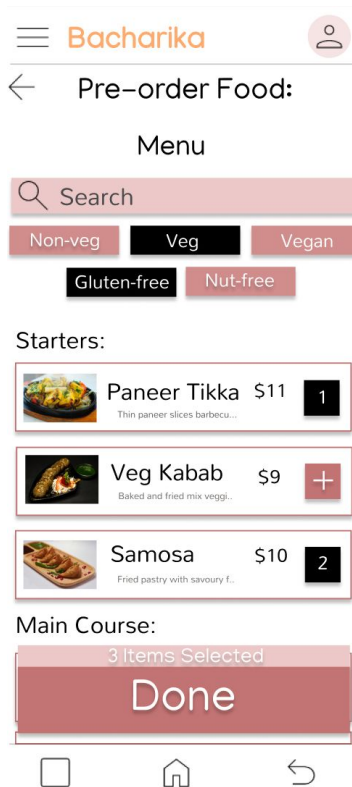 Bacharika
Pre-order Food:
Menu
Search
Non-veg Veg Vegan
Gluten-free Nut-free
Starters:
Paneer Tikka $11 1
Thin paneer slices barbecu...
Veg Kabab $9 +
Baked and fried mix veggi..
Samosa $10 2
Fried pastry with savoury f..
Main Course:
3 Items Selected
Done